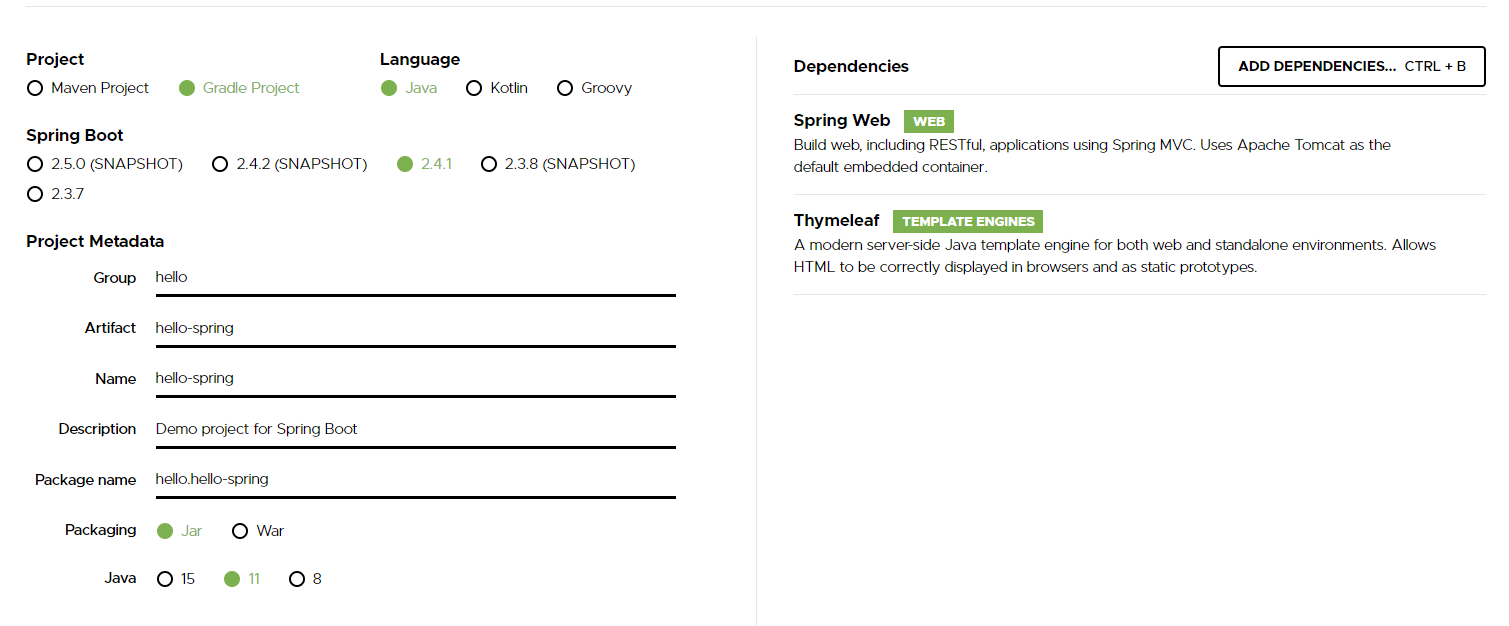 Project
Maven Project Gradle Project
Language
Java Kotlin Groovy
Spring Boot
2.5.0 (SNAPSHOT) 2.4.2 (SNAPSHOT) 2.4.1 2.3.8 (SNAPSHOT)
2.3.7
Project Metadata
Group hello
Artifact hello-spring
Name hello-spring
Description Demo project for Spring Boot
Package name hello.hello-spring
Packaging Jar War
Java 15 11 8
Dependencies
ADD DEPENDENCIES... CTRL + B
Spring Web WEB
Build web, including RESTful, applications using Spring MVC. Uses Apache Tomcat as the
default embedded container.
Thymeleaf TEMPLATE ENGINES
A modern server-side Java template engine for both web and standalone environments. Allows
HTML to be correctly displayed in browsers and as static prototypes.